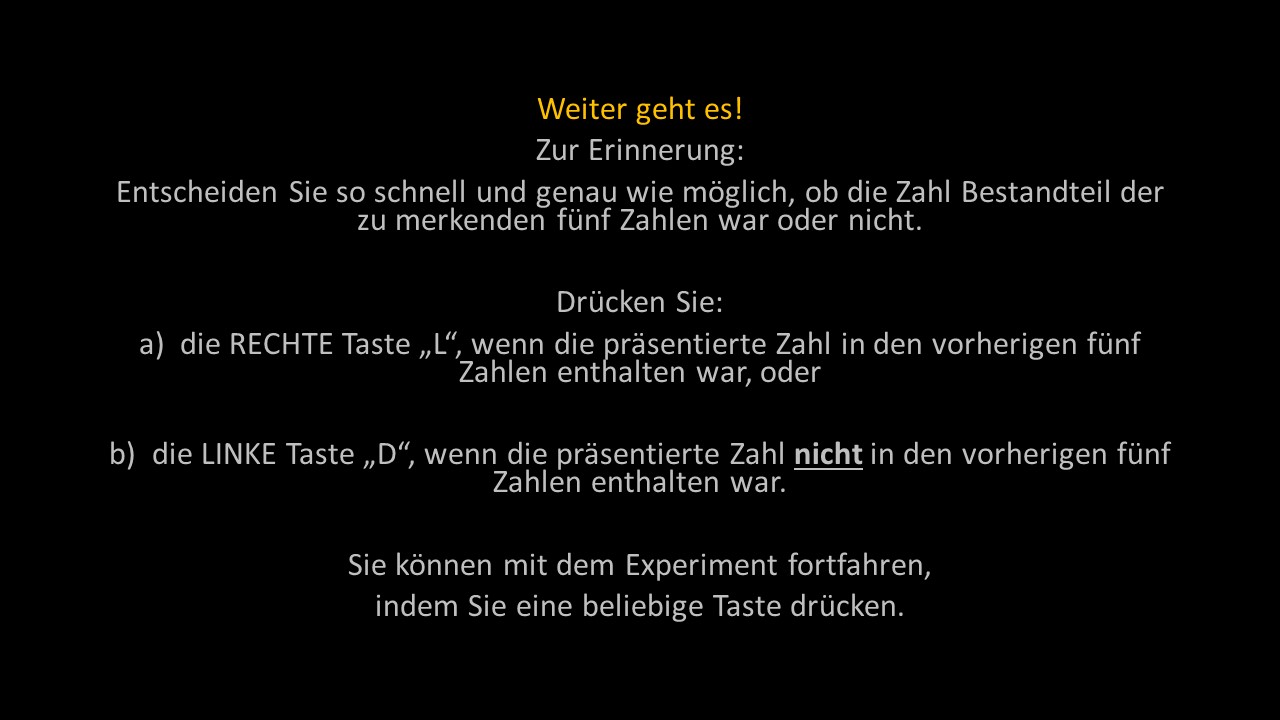 Weiter geht es!
Zur Erinnerung:
Entscheiden Sie so schnell und genau wie möglich, ob die Zahl Bestandteil der
zu merkenden fünf Zahlen war oder nicht.
Drücken Sie:
a) die RECHTE Taste „L“, wenn die präsentierte Zahl in den vorherigen fünf
Zahlen enthalten war, oder
b) die LINKE Taste „D“, wenn die präsentierte Zahl nicht in den vorherigen fünf
Zahlen enthalten war.
Sie können mit dem Experiment fortfahren,
indem Sie eine beliebige Taste drücken.